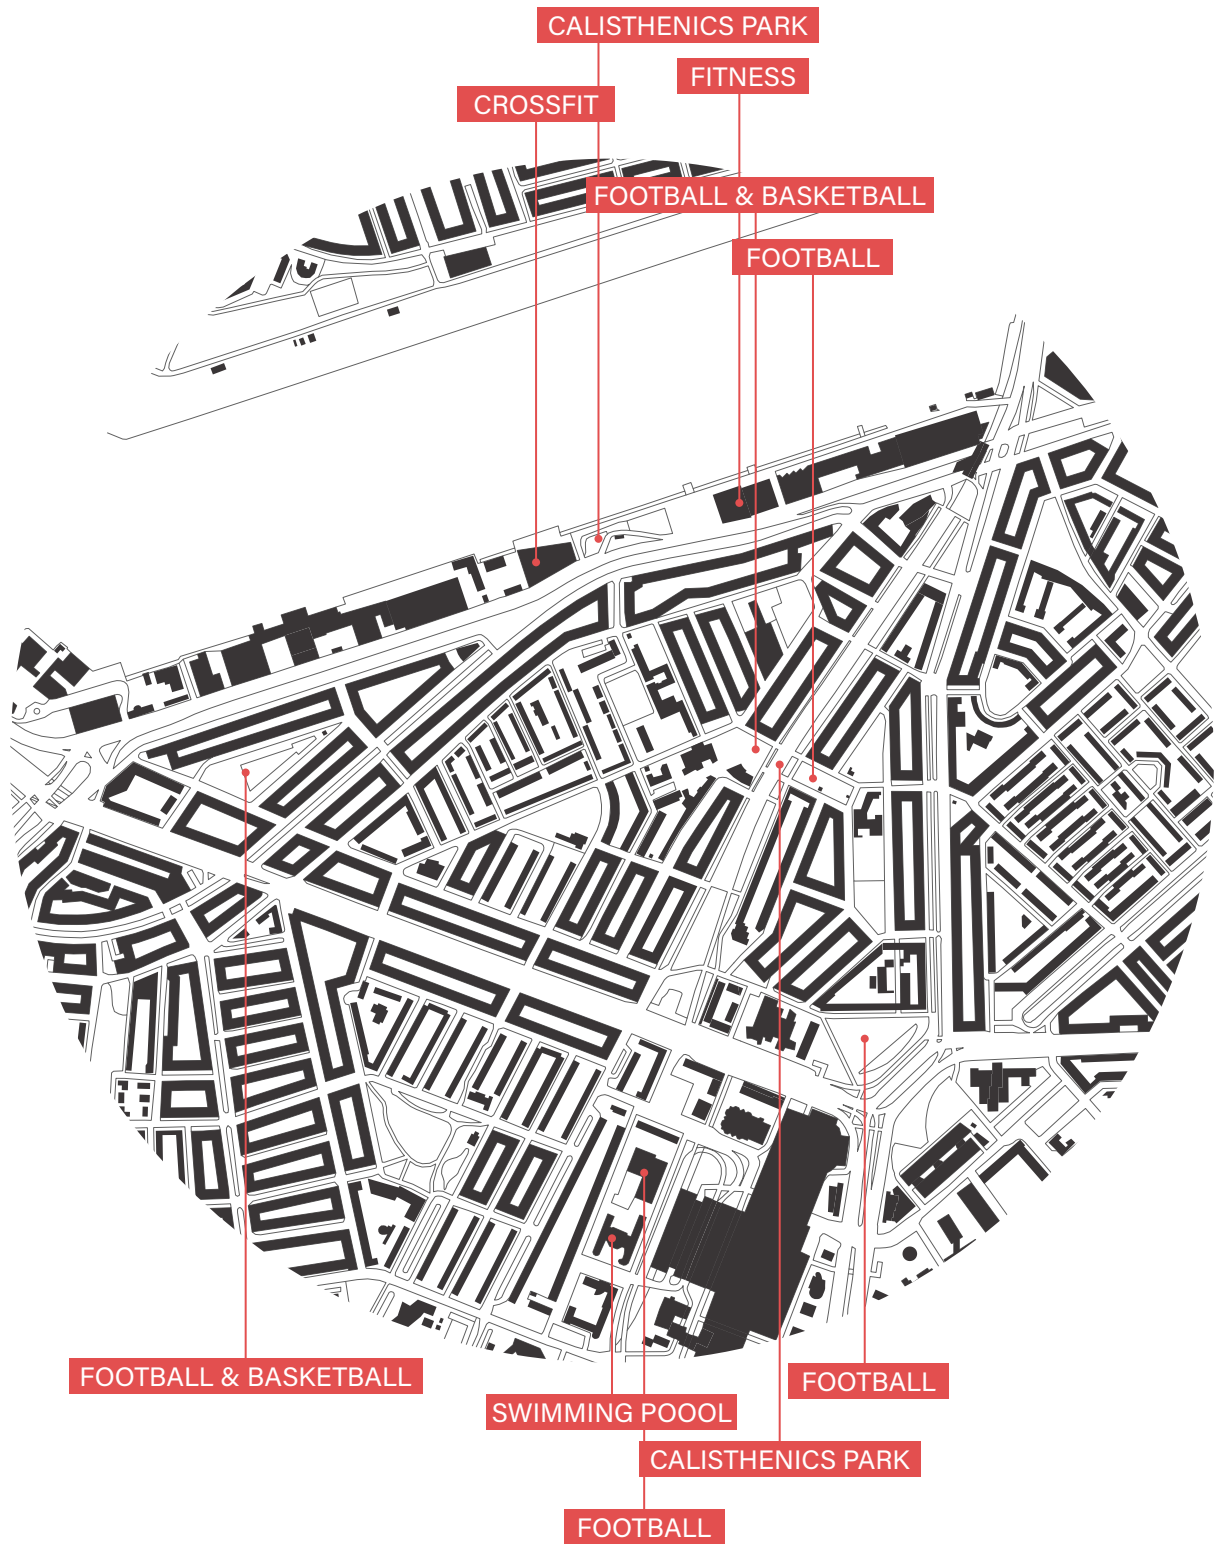 CALISTHENICS PARK
FITNESS
CROSSFIT
FOOTBALL & BASKETBALL
FOOTBALL
FOOTBALL & BASKETBALL
FOOTBALL
SWIMMING POOOL
CALISTHENICS PARK
FOOTBALL